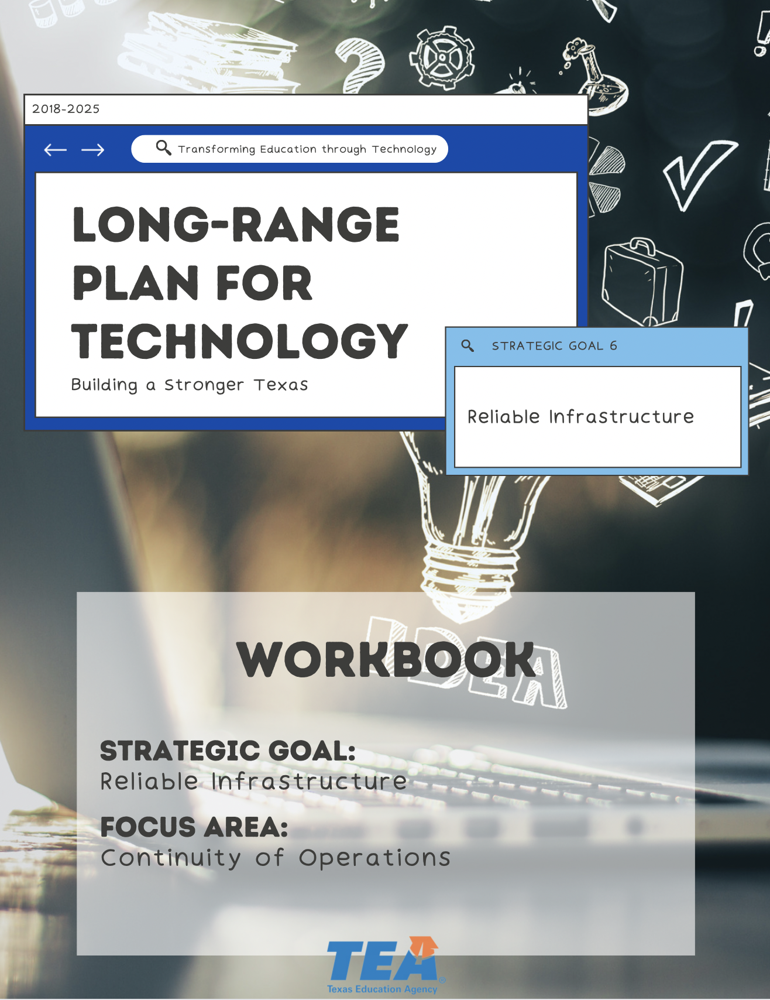 2018-2025
Transforming Education through Technology
LONG-RANGE
PLAN FOR
TECHNOLOGY
Building a Stronger Texas
STRATEGIC GOAL 6
Reliable Infrastructure
IDEA
WORKBOOK
STRATEGIC GOAL:
Reliable Infrastructure
FOCUS AREA:
Continuity of Operations
TEA®
Texas Education Agency